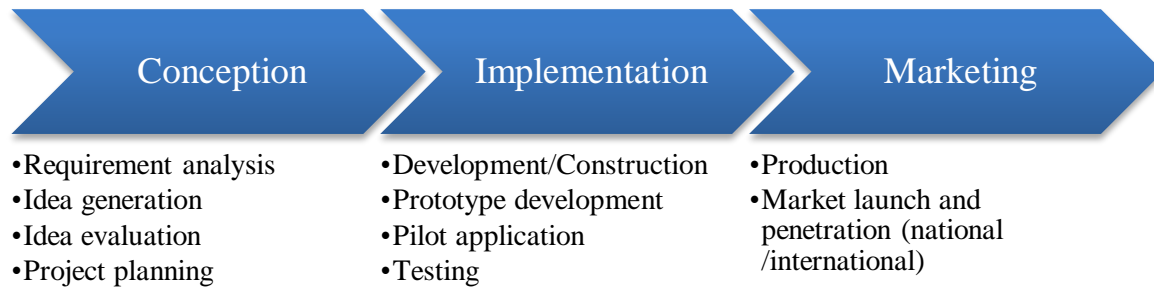 Conception
Implementation
Marketing
•Requirement analysis
•Idea generation
•Idea evaluation
•Project planning
•Development/Construction
•Prototype development
•Pilot application
•Testing
•Production
•Market launch and
penetration (national
/international)